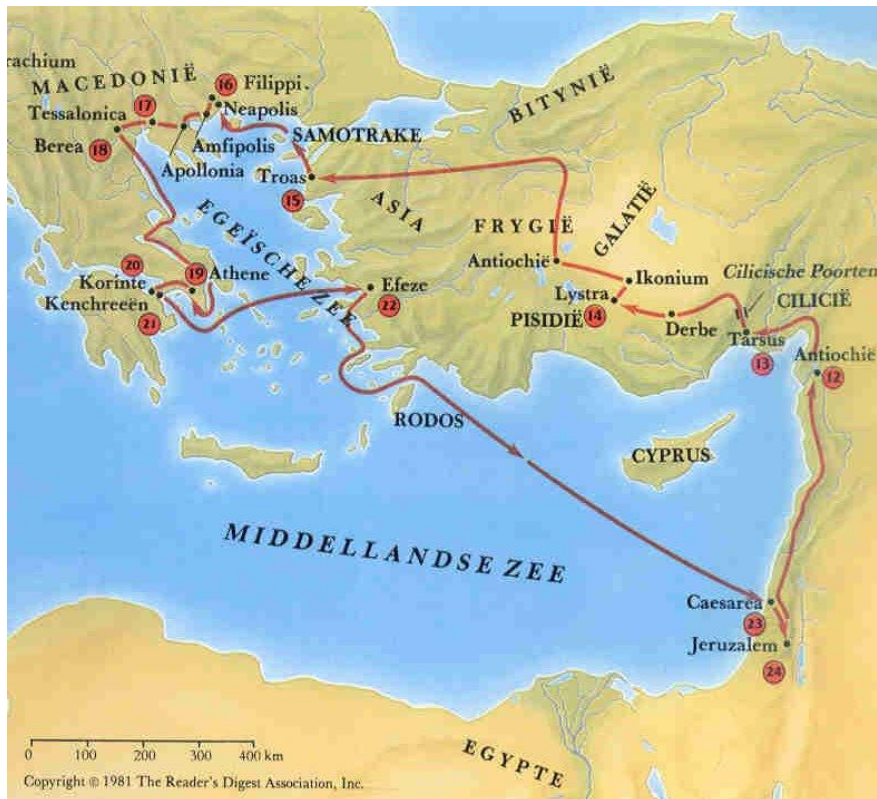 rachium
MACEDONIË
16
Filippi
17
Tessalonica
Neapolis
BITYNIË
18
Berea
Amfipolis
SAMOTRAKE
Apollonia
Troas
15
ASIA
GALATIË
FRYGIË
EGEÏSCHE ZEE
20
19
Athene
Antiochië
Ikonium
Cilicische Poorten
Korinte
Efeze
Lystra
CILICIË
Kenchreeën
22
PISIDIË
14
21
Derbe
Tarsus
13
Antiochië
12
RODOS
CYPRUS
MIDDELLANDSE ZEE
Caesarea
23
Jeruzalem
24
0 100 200 300 400 km
EGYPTE
Copyright © 1981 The Reader's Digest Association, Inc.